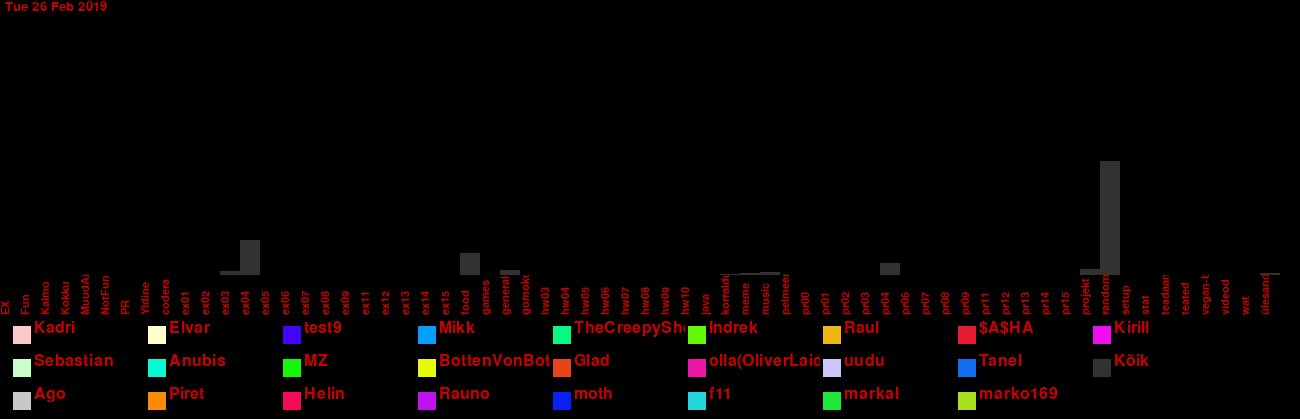 Tue 26 Feb 2019
EX Fun Kalmo Kokku MuudAi NotFun PR Yldine codera ex01 ex02 ex03 ex04 ex05 ex06 ex07 ex08 ex09 ex11 ex12 ex13 ex14 ex15 food games general gomoku hw03 hw04 hw05 hw06 hw07 hw08 hw09 hw10 java korraldu meme music pelmeer pr00 pr01 pr02 pr03 pr04 pr06 pr07 pr08 pr09 pr11 pr12 pr13 pr14 pr15 projekt random setup stat teadaan teated vegan-t videod wat ülesand
Kadri Elvar test9 Mikk TheCreepyShe Indrek Raul $A$HA Kirill
Sebastian Anubis MZ BottenVonBot Glad olla(OliverLaid uudu Tanel Kõik
Ago Piret Helin Rauno moth f11 markal marko169